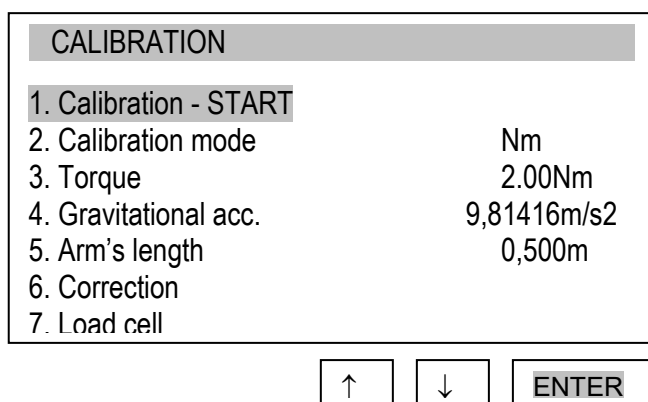 CALIBRATION
1. Calibration - START
2. Calibration mode Nm
3. Torque 2.00Nm
4. Gravitational acc. 9,81416m/s2
5. Arm's length 0,500m
6. Correction
7. Load cell
↑ ↓ ENTER